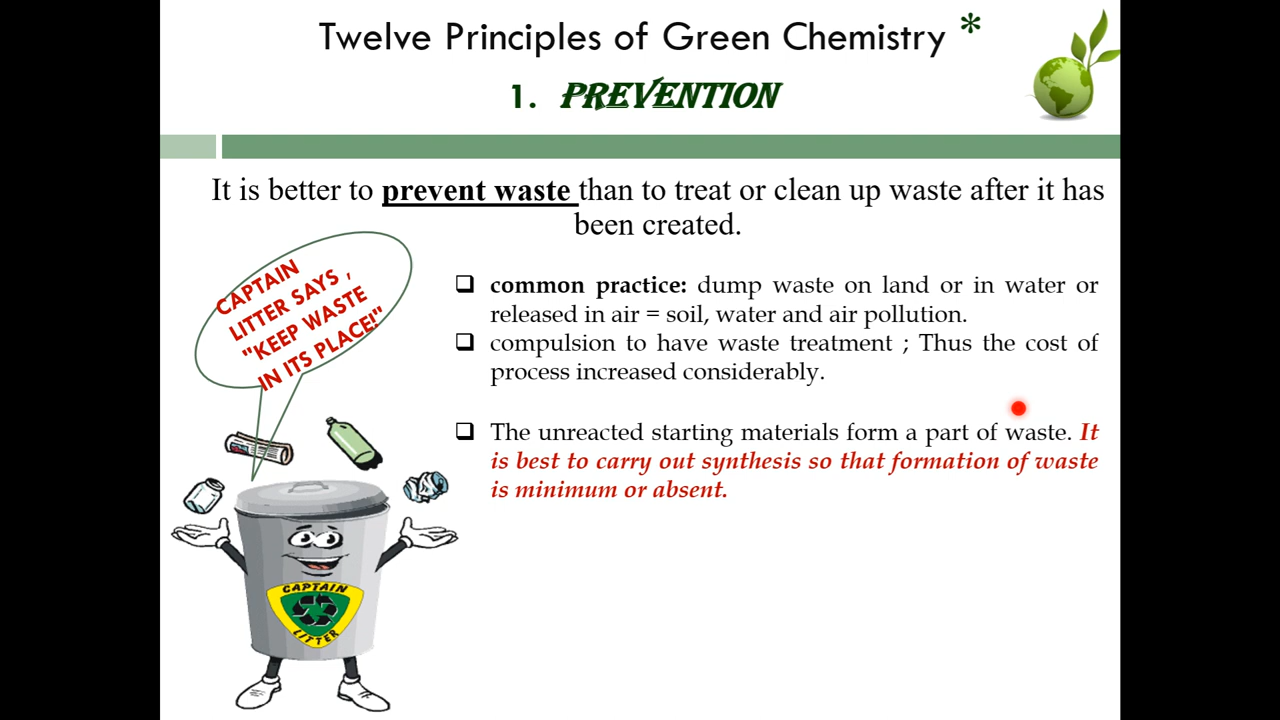 Twelve Principles of Green Chemistry *
1. PREVENTION
It is better to prevent waste than to treat or clean up waste after it has
been created.
CAPTAIN
LITTER SAYS ,
"KEEP WASTE
IN ITS PLACE!"
❑ common practice: dump waste on land or in water or
released in air = soil, water and air pollution.
❑ compulsion to have waste treatment ; Thus the cost of
process increased considerably.
❑ The unreacted starting materials form a part of waste. It
is best to carry out synthesis so that formation of waste
is minimum or absent.
CAPTAIN
LITTER